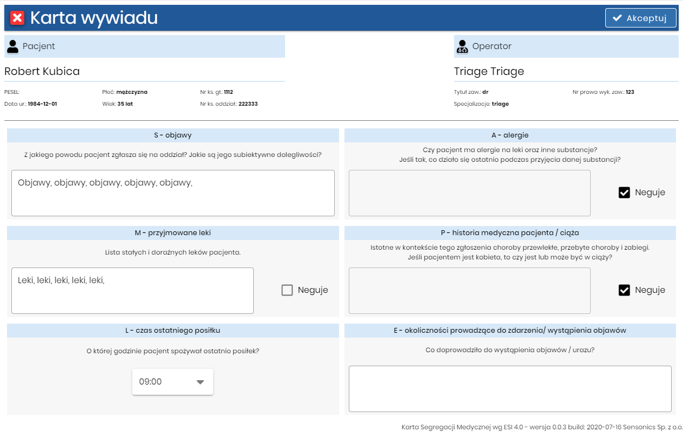 Karta wywiadu
Akceptuj
Pacjent
Operator
Robert Kubica
Triage Triage
PESEL:
Płeć: mężczyzna
Nr ks. gł: 1112
Tytuł zaw.: dr
Nr prawa wyk. zaw.: 123
Data ur.: 1984-12-01
Wiek: 35 lat
Nr ks. oddział: 222333
Specjalizacja: triage
S - objawy
Z jakiego powodu pacjent zgłasza się na oddział? Jakie są jego subiektywne dolegliwości?
Objawy, objawy, objawy, objawy, objawy,
A - alergie
Czy pacjent ma alergie na leki oraz inne substancje?
Jeśli tak, co działo się ostatnio podczas przyjęcia danej substancji?
Neguje
M - przyjmowane leki
Lista stałych i doraźnych leków pacjenta.
Leki, leki, leki, leki, leki,
Neguje
P - historia medyczna pacjenta / ciąża
Istotne w kontekście tego zgłoszenia choroby przewlekłe, przebyte choroby i zabiegi.
Jeśli pacjentem jest kobieta, to czy jest lub może być w ciąży?
Neguje
L - czas ostatniego posiłku
O której godzinie pacjent spożywał ostatnio posiłek?
09:00
E - okoliczności prowadzące do zdarzenia/ wystąpienia objawów
Co doprowadziło do wystąpienia objawów / urazu?
Karta Segregacji Medycznej wg ESI 4.0 - wersja 0.0.3 build: 2020-07-16 Sensonics Sp. z o.o.